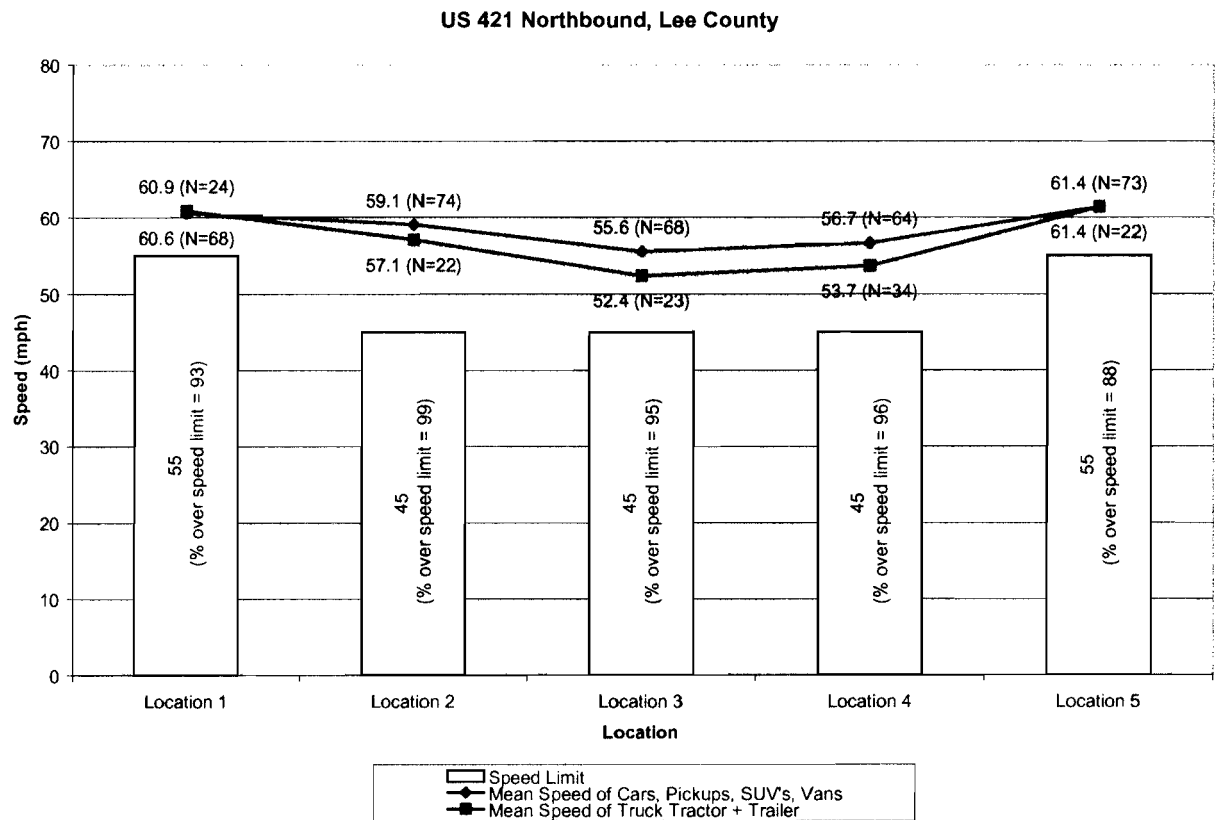 US 421 Northbound, Lee County
80
70
60
50
40
30
20
10
0
Speed (mph)
60.9 (N=24)
60.6 (N=68)
59.1 (N=74)
57.1 (N=22)
55.6 (N=68)
52.4 (N=23)
56.7 (N=64)
53.7 (N=34)
61.4 (N=73)
61.4 (N=22)
55
(% over speed limit = 93)
45
(% over speed limit = 99)
45
(% over speed limit = 95)
45
(% over speed limit = 96)
55
(% over speed limit = 88)
Location 1
Location 2
Location 3
Location 4
Location 5
Location
Speed Limit
Mean Speed of Cars, Pickups, SUV's, Vans
Mean Speed of Truck Tractor + Trailer